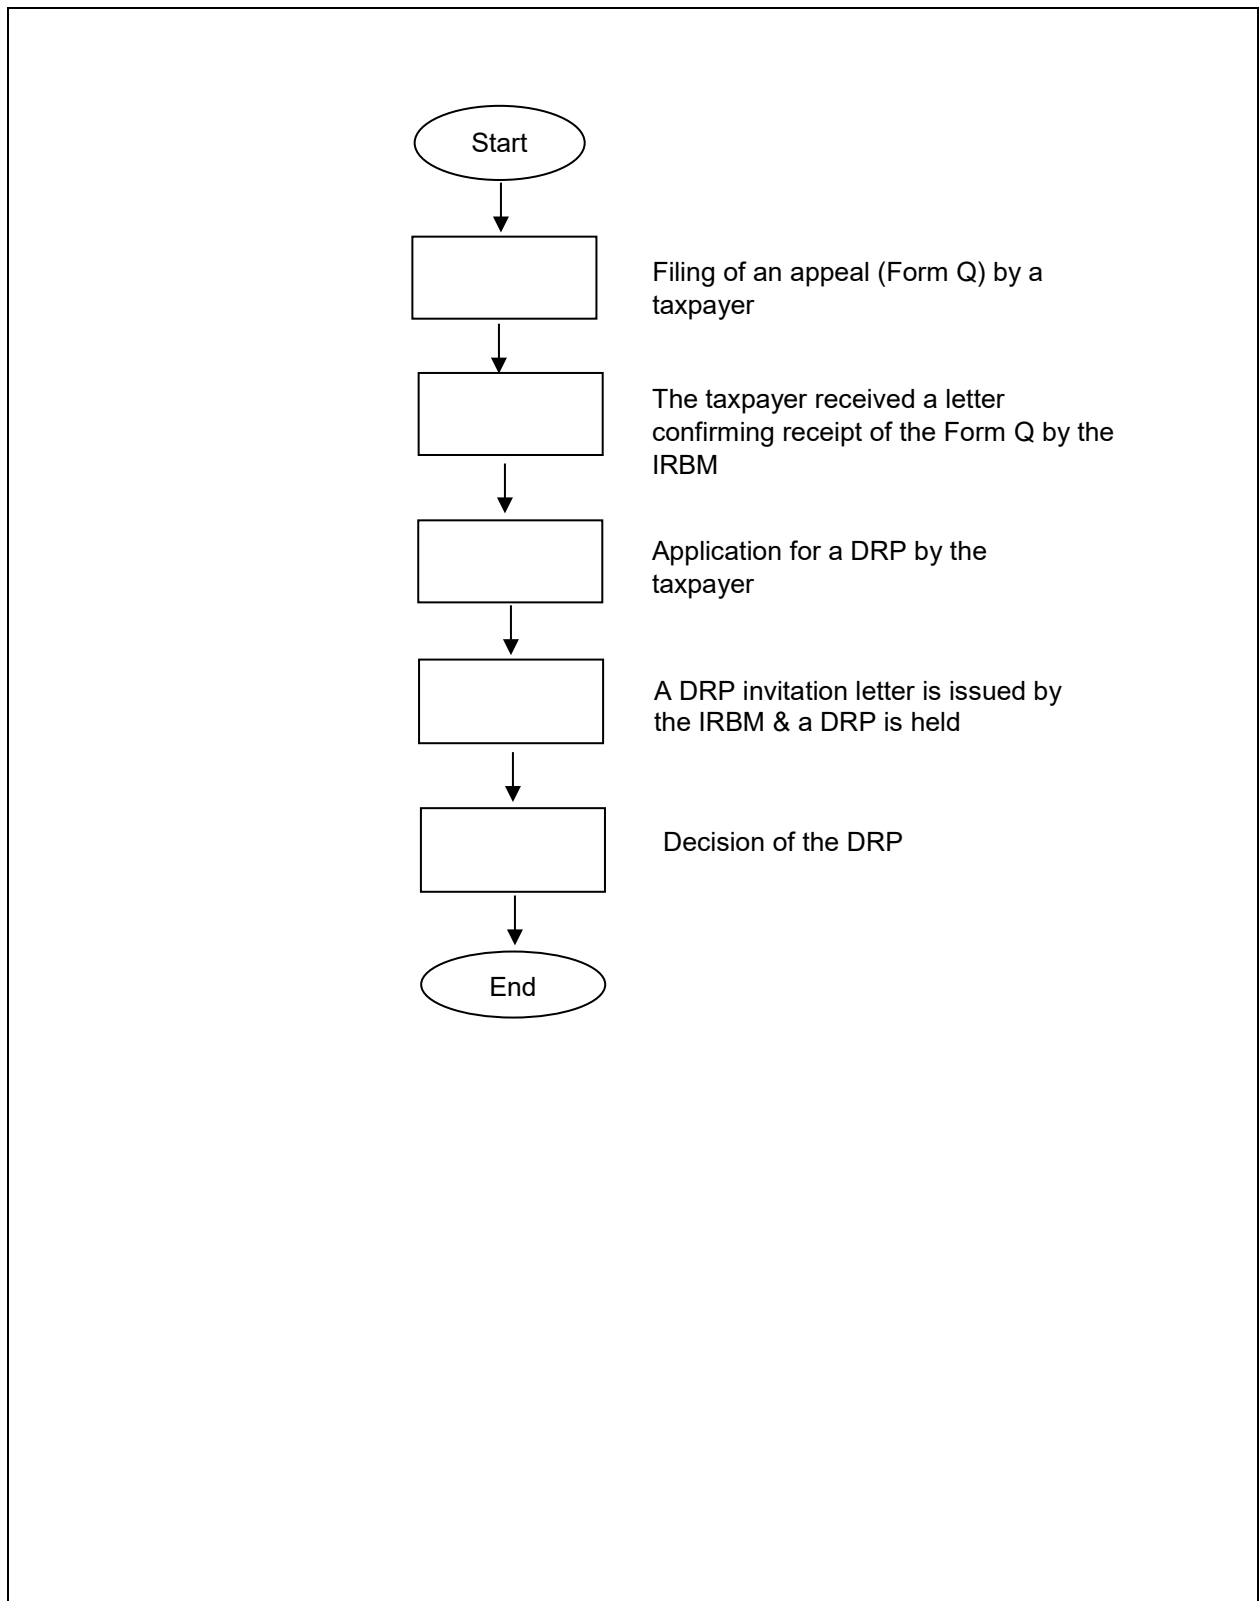 Start
Filing of an appeal (Form Q) by a
taxpayer
The taxpayer received a letter
confirming receipt of the Form Q by the
IRBM
Application for a DRP by the
taxpayer
A DRP invitation letter is issued by
the IRBM & a DRP is held
Decision of the DRP
End